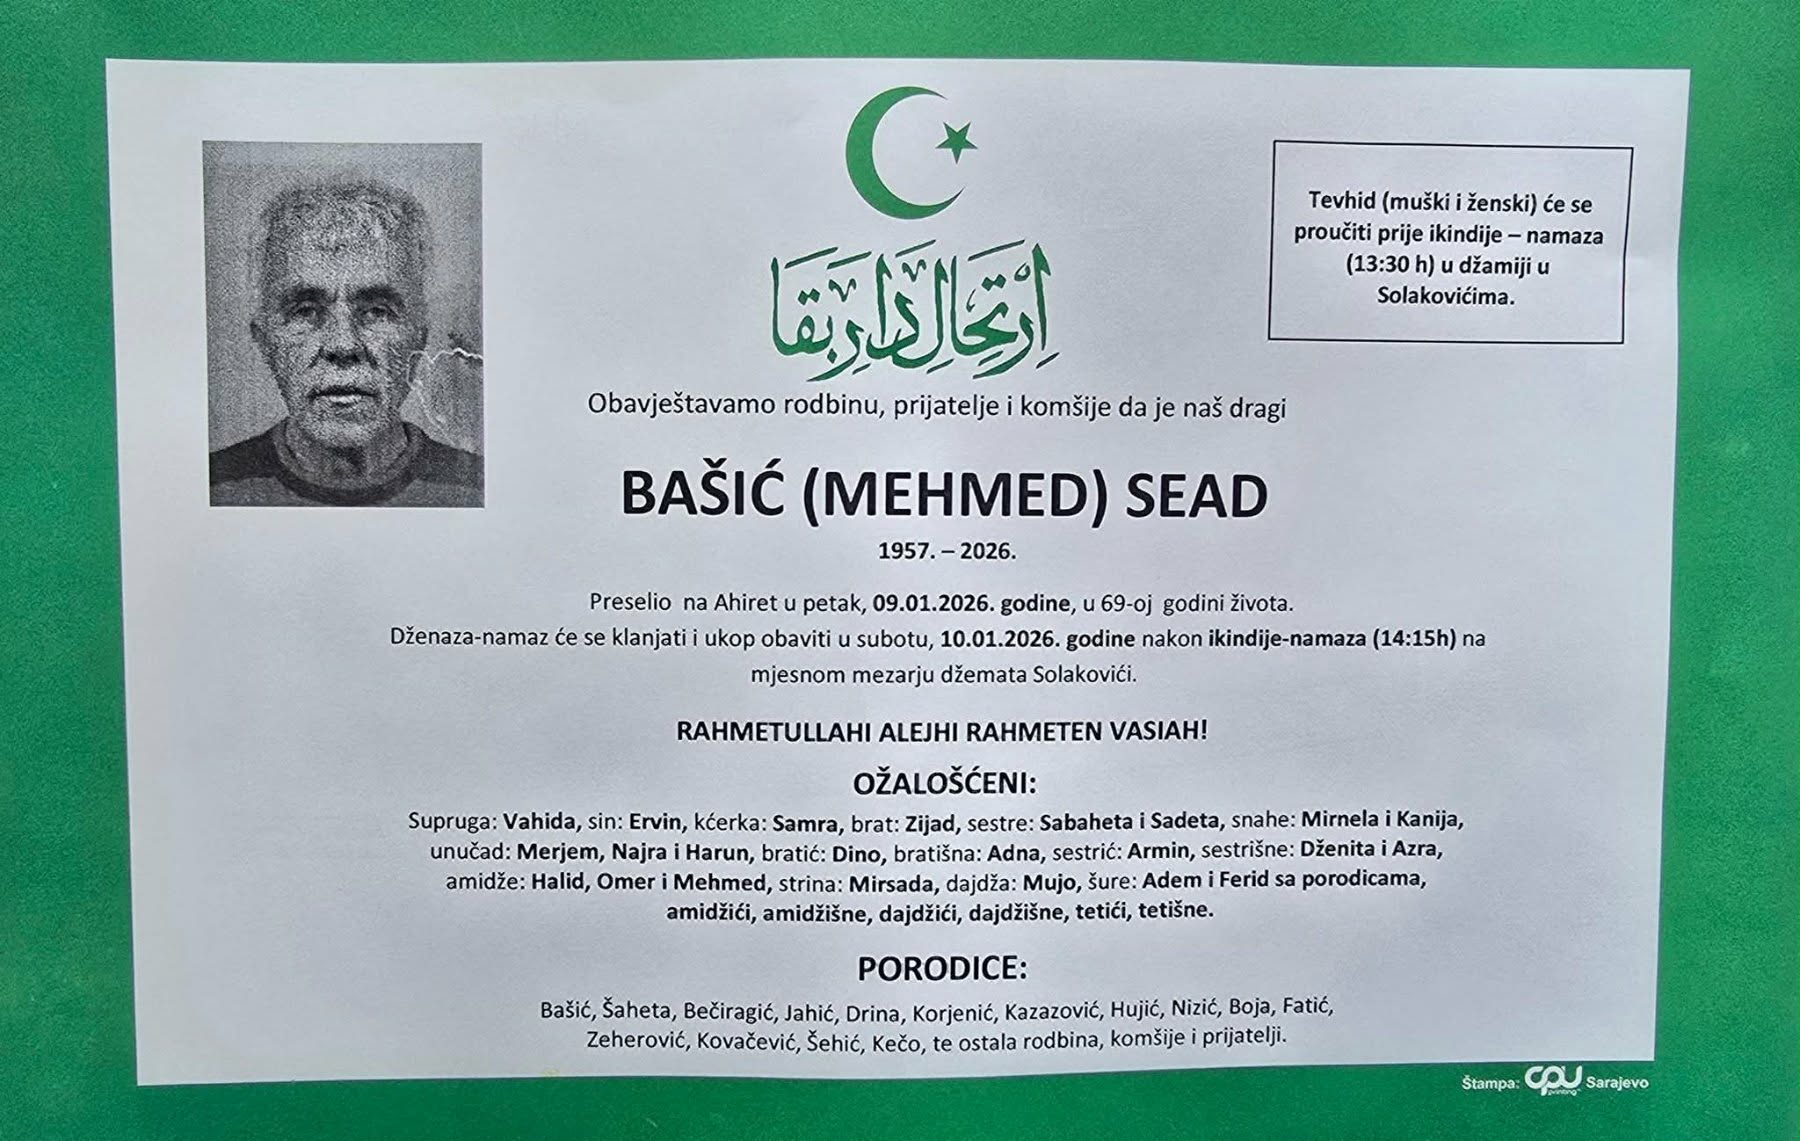 Tevhid (muški i ženski) će se
proučiti prije ikindije – namaza
(13:30 h) u džamiji u
Solakovićima.
اِرْتِحَالِ دَارِ بَقَا
Obavještavamo rodbinu, prijatelje i komšije da je naš dragi
BAŠIĆ (MEHMED) SEAD
1957. – 2026.
Preselio na Ahiret u petak, 09.01.2026. godine, u 69-oj godini života.
Dženaza-namaz će se klanjati i ukop obaviti u subotu, 10.01.2026. godine nakon ikindije-namaza (14:15h) na
mjesnom mezarju džemata Solakovići.
RAHMETULLAHI ALEJHI RAHMETEN VASIAH!
OŽALOŠĆENI:
Supruga: Vahida, sin: Ervin, kćerka: Samra, brat: Zijad, sestre: Sabaheta i Sadeta, snahe: Mirnela i Kanija,
unučad: Merjem, Najra i Harun, bratić: Dino, bratišna: Adna, sestrić: Armin, sestrišne: Dženita i Azra,
amidže: Halid, Omer i Mehmed, strina: Mirsada, dajdža: Mujo, šure: Adem i Ferid sa porodicama,
amidžići, amidžišne, dajdžići, dajdžišne, tetići, tetišne.
PORODICE:
Bašić, Šaheta, Bečiragić, Jahić, Drina, Korjenić, Kazazović, Hujić, Nizić, Boja, Fatić,
Zeherović, Kovačević, Šehić, Kečo, te ostala rodbina, komšije i prijatelji.
Štampa: CPU printing Sarajevo